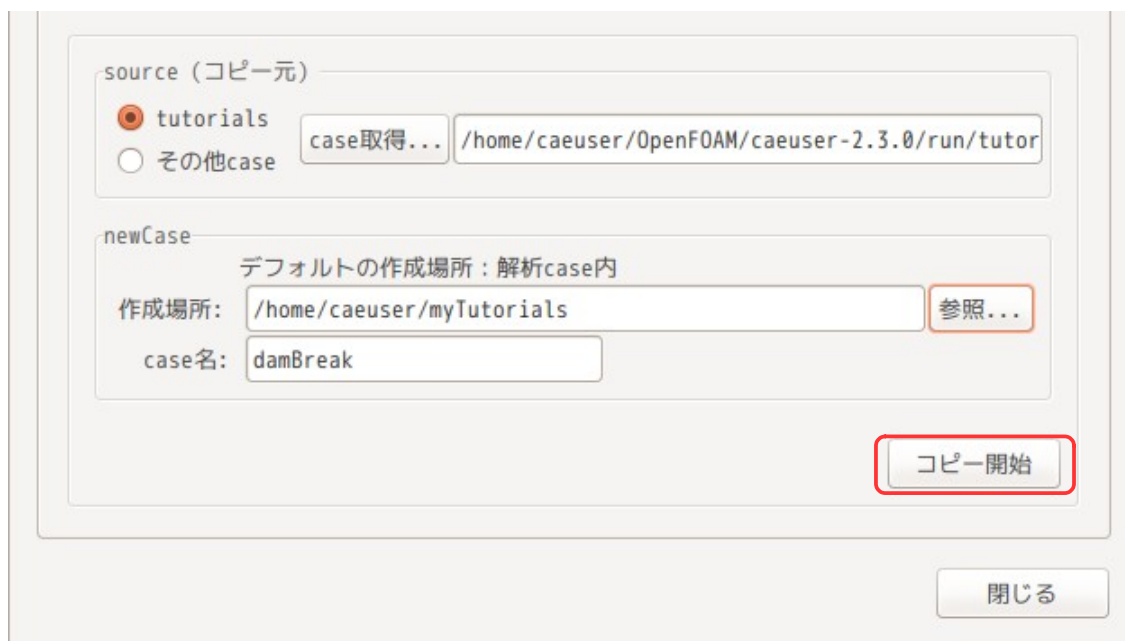 source (コピー元)
tutorials
case取得... /home/caeuser/OpenFOAM/caeuser-2.3.0/run/tutor
その他case
newCase
デフォルトの作成場所：解析case内
作成場所: /home/caeuser/myTutorials 参照...
case名: damBreak
コピー開始
閉じる